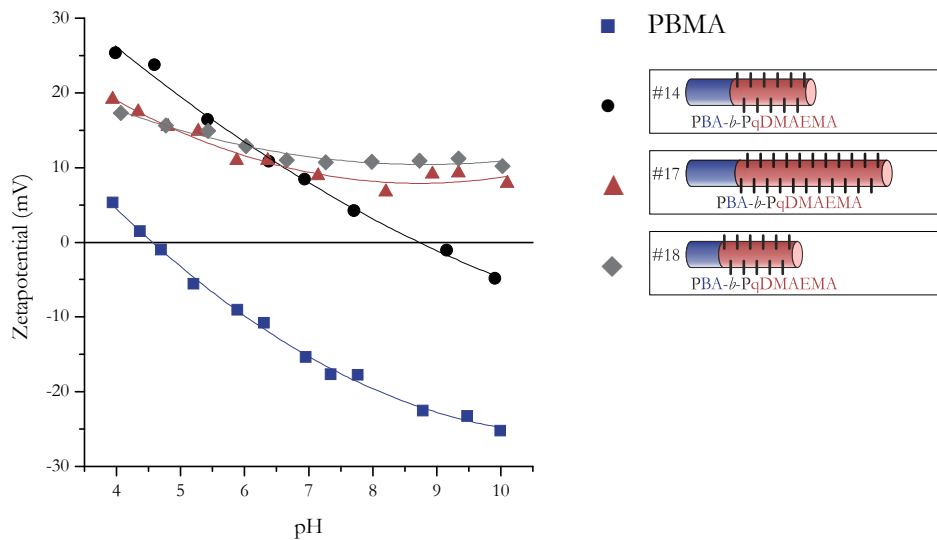 30
20
10
0
-10
-20
-30
4 5 6 7 8 9 10
Zetapotential (mV)
pH
PBMA
#14
PBA-b-PqDMAEMA
#17
PBA-b-PqDMAEMA
#18
PBA-b-PqDMAEMA